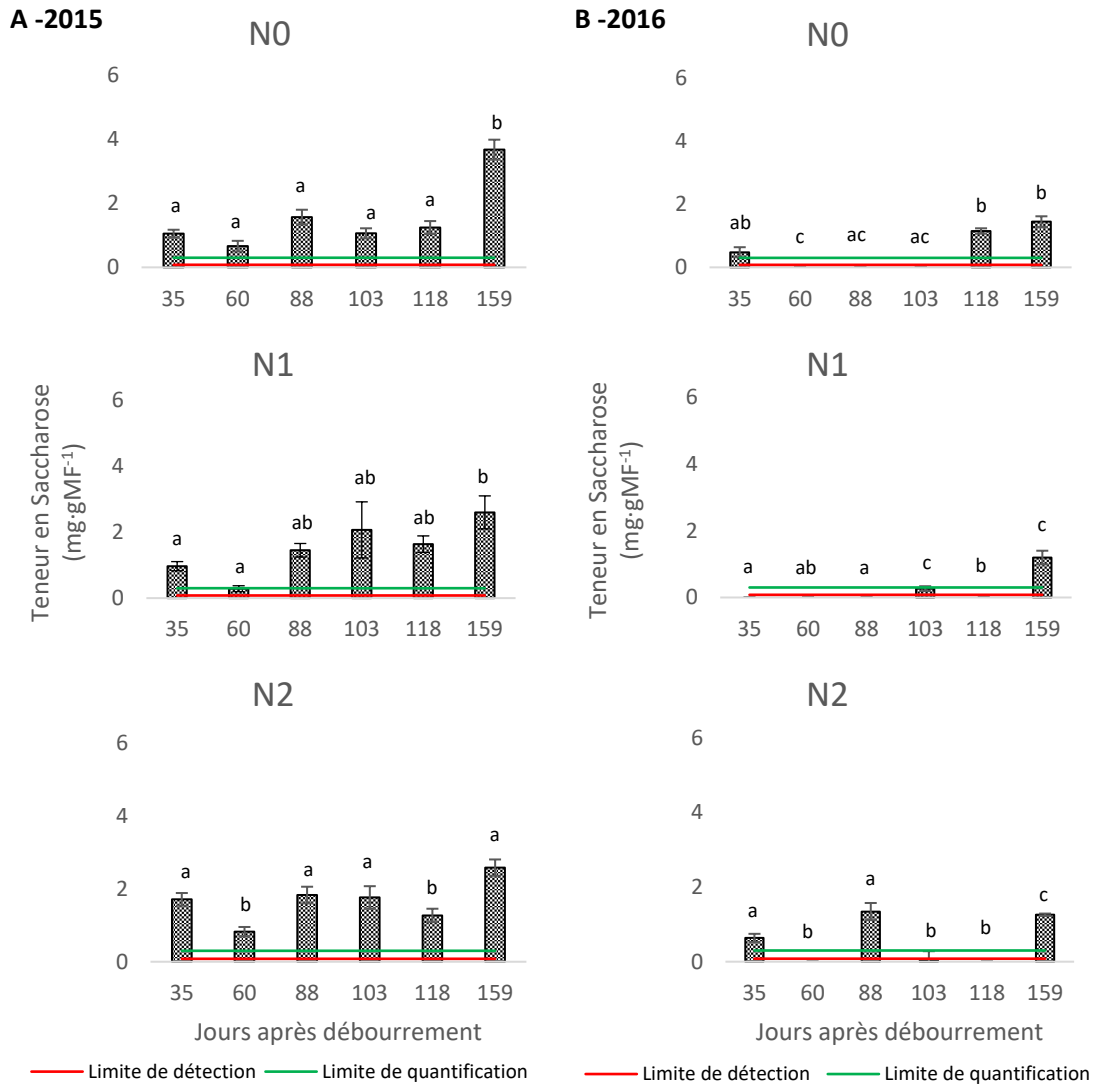 A -2015
N0
6
4
2
0
a
a
a
a
a
b
35 60 88 103 118 159
N1
Teneur en Saccharose
(mg·gMF⁻¹)
6
4
2
0
a
a
ab
ab
ab
b
35 60 88 103 118 159
N2
6
4
2
0
a
b
a
a
b
a
35 60 88 103 118 159
Jours après débourrement
Limite de détection Limite de quantification
B -2016
N0
6
4
2
0
ab
c
ac
ac
b
b
35 60 88 103 118 159
N1
Teneur en Saccharose
(mg·gMF⁻¹)
6
4
2
0
a
ab
a
c
b
c
35 60 88 103 118 159
N2
6
4
2
0
a
b
a
b
b
c
35 60 88 103 118 159
Jours après débourrement
Limite de détection Limite de quantification